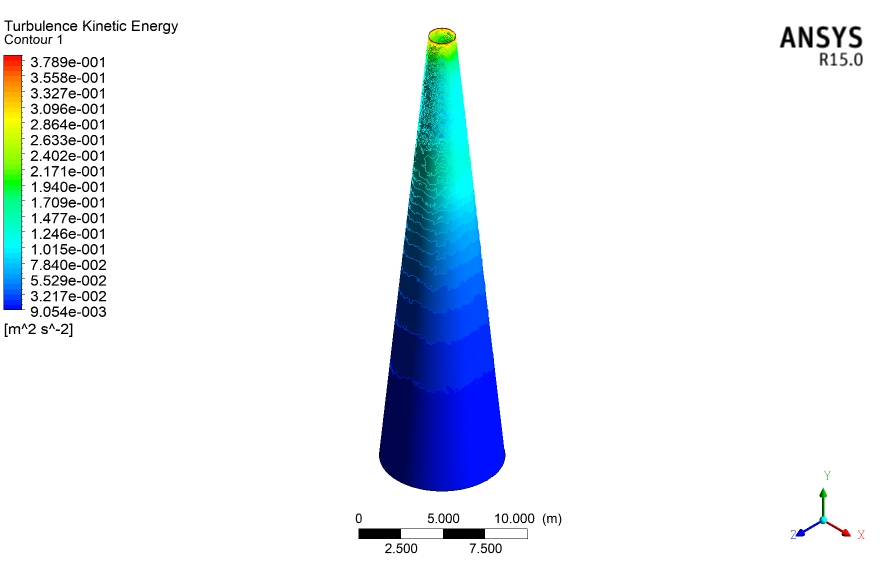 Turbulence Kinetic Energy
Contour 1
3.789e-001
3.558e-001
3.327e-001
3.096e-001
2.864e-001
2.633e-001
2.402e-001
2.171e-001
1.940e-001
1.709e-001
1.477e-001
1.246e-001
1.015e-001
7.840e-002
5.529e-002
3.217e-002
9.054e-003
[m^2 s^-2]
ANSYS
R15.0
0 5.000 10.000 (m)
2.500 7.500
Y
Z X